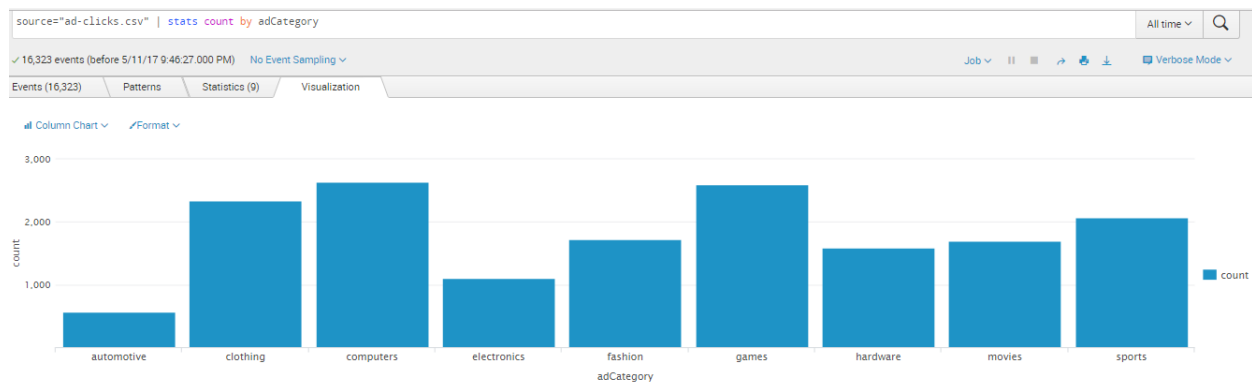 source="ad-clicks.csv" | stats count by adCategory
All time
16,323 events (before 5/11/17 9:46:27.000 PM) No Event Sampling
Job Verbose Mode
Events (16,323) Patterns Statistics (9) Visualization
Column Chart Format
3,000
2,000
1,000
count
count
automotive clothing computers electronics fashion games hardware movies sports
adCategory